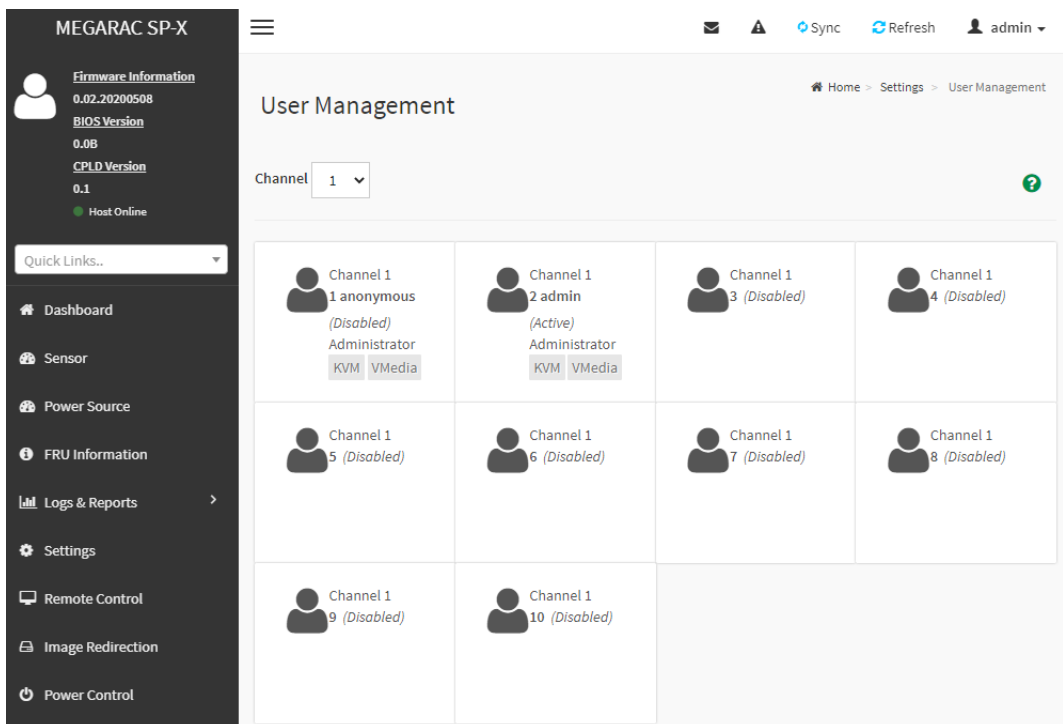 MEGARAC SP-X
Sync
Refresh
admin
Firmware Information
0.02.20200508
BIOS Version
0.0B
CPLD Version
0.1
Host Online
Quick Links..
Dashboard
Sensor
Power Source
FRU Information
Logs & Reports
Settings
Remote Control
Image Redirection
Power Control
User Management
Home > Settings > User Management
Channel 1
?
Channel 1
1 anonymous
(Disabled)
Administrator
KVM VMedia
Channel 1
2 admin
(Active)
Administrator
KVM VMedia
Channel 1
3 (Disabled)
Channel 1
4 (Disabled)
Channel 1
5 (Disabled)
Channel 1
6 (Disabled)
Channel 1
7 (Disabled)
Channel 1
8 (Disabled)
Channel 1
9 (Disabled)
Channel 1
10 (Disabled)